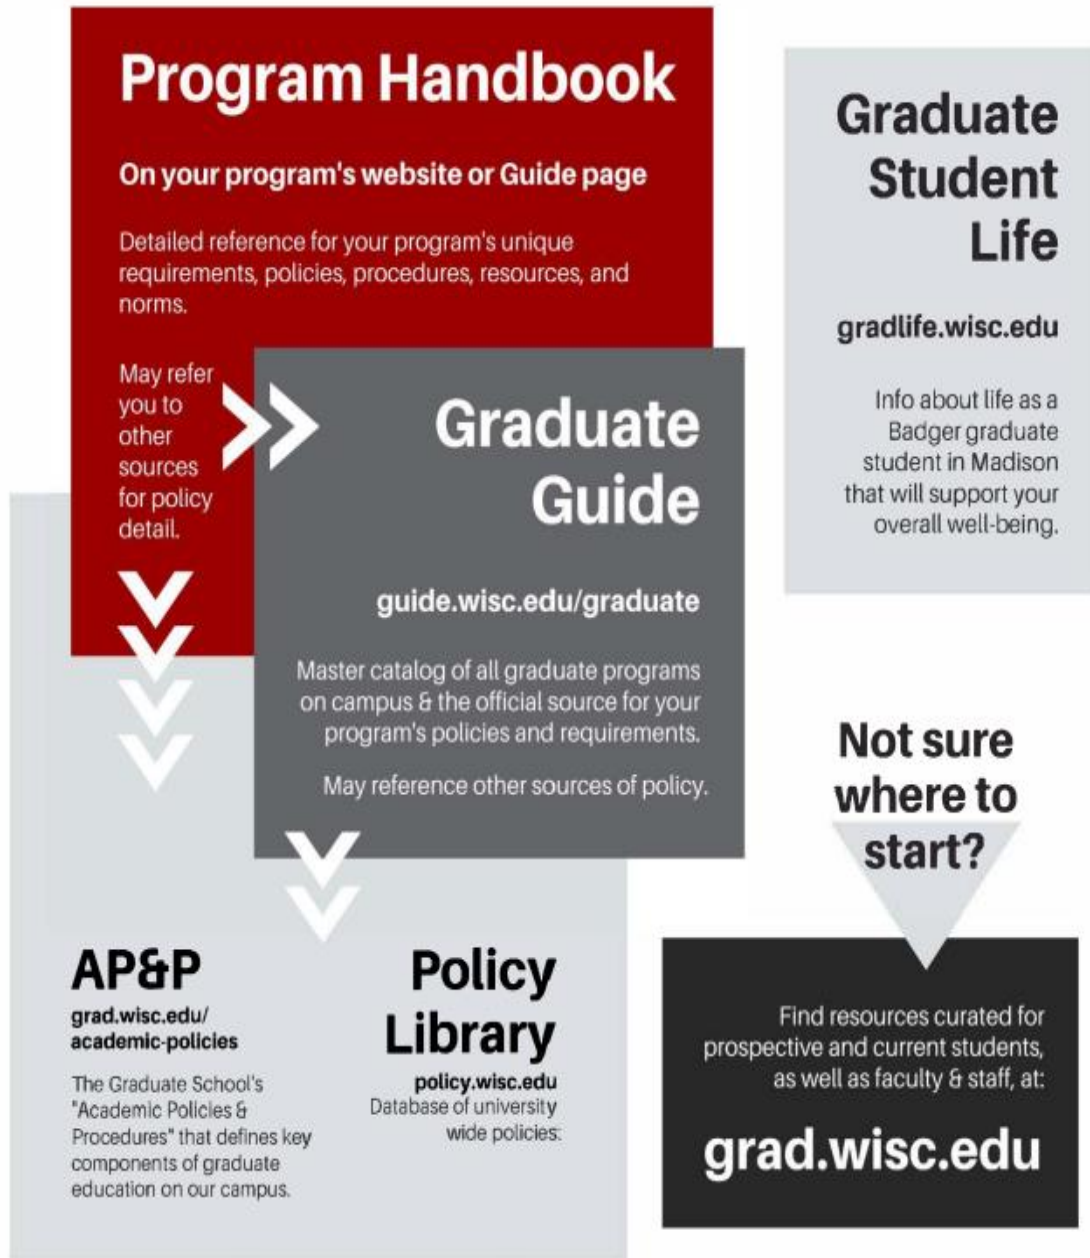 Program Handbook
On your program's website or Guide page
Detailed reference for your program's unique
requirements, policies, procedures, resources, and
norms.
May refer
you to
other
sources
for policy
detail.
Graduate
Guide
guide.wisc.edu/graduate
Master catalog of all graduate programs
on campus & the official source for your
program's policies and requirements.
May reference other sources of policy.
AP&P
grad.wisc.edu/
academic-policies
The Graduate School's
"Academic Policies &
Procedures" that defines key
components of graduate
education on our campus.
Policy
Library
policy.wisc.edu
Database of university
wide policies:
Graduate
Student
Life
gradlife.wisc.edu
Info about life as a
Badger graduate
student in Madison
that will support your
overall well-being.
Not sure
where to
start?
Find resources curated for
prospective and current students,
as well as faculty & staff, at:
grad.wisc.edu